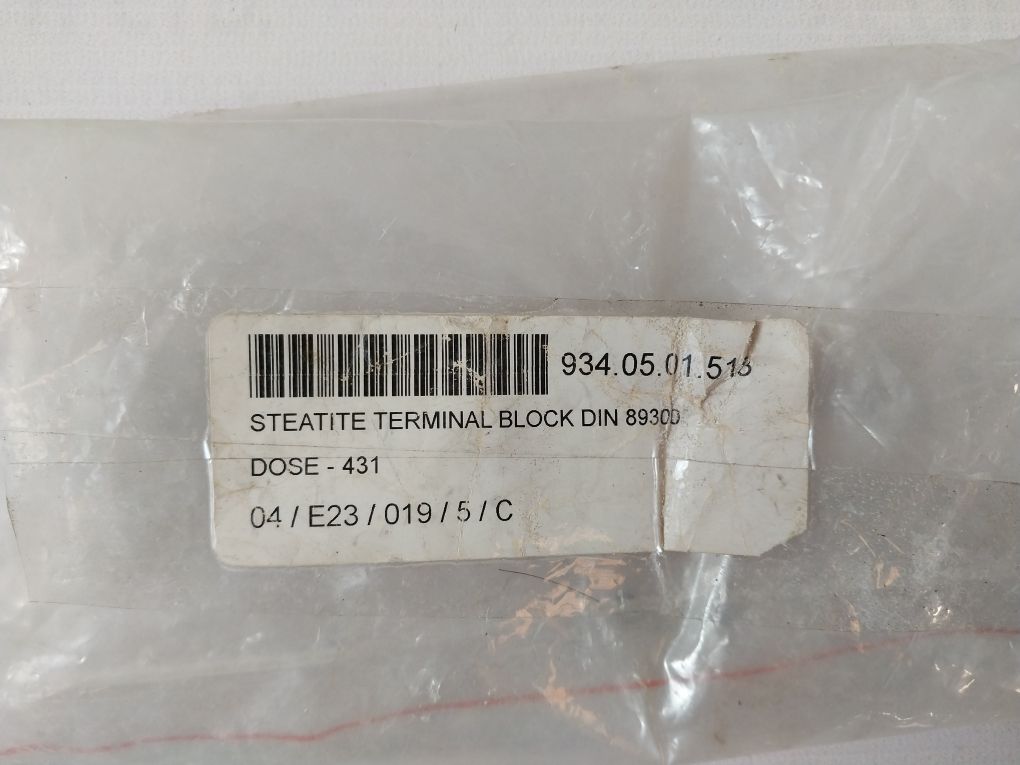 934.05.01.518
STEATITE TERMINAL BLOCK DIN 89300
DOSE - 431
04 / E23 / 019 / 5 / C